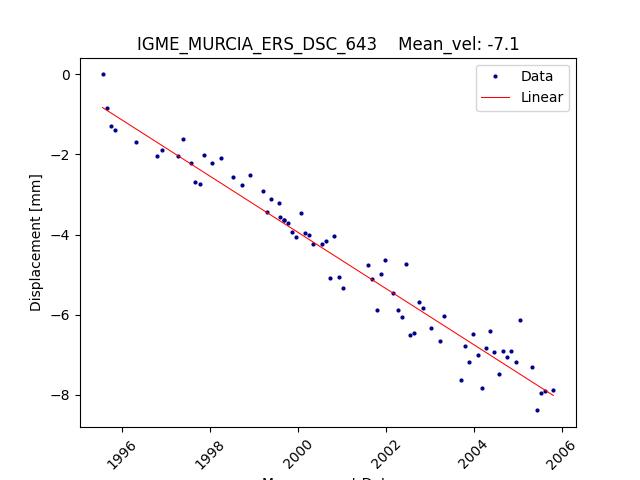 IGME_MURCIA_ERS_DSC_643    Mean_vel: -7.1
Data
Linear
Displacement [mm]
0
−2
−4
−6
−8
1996
1998
2000
2002
2004
2006